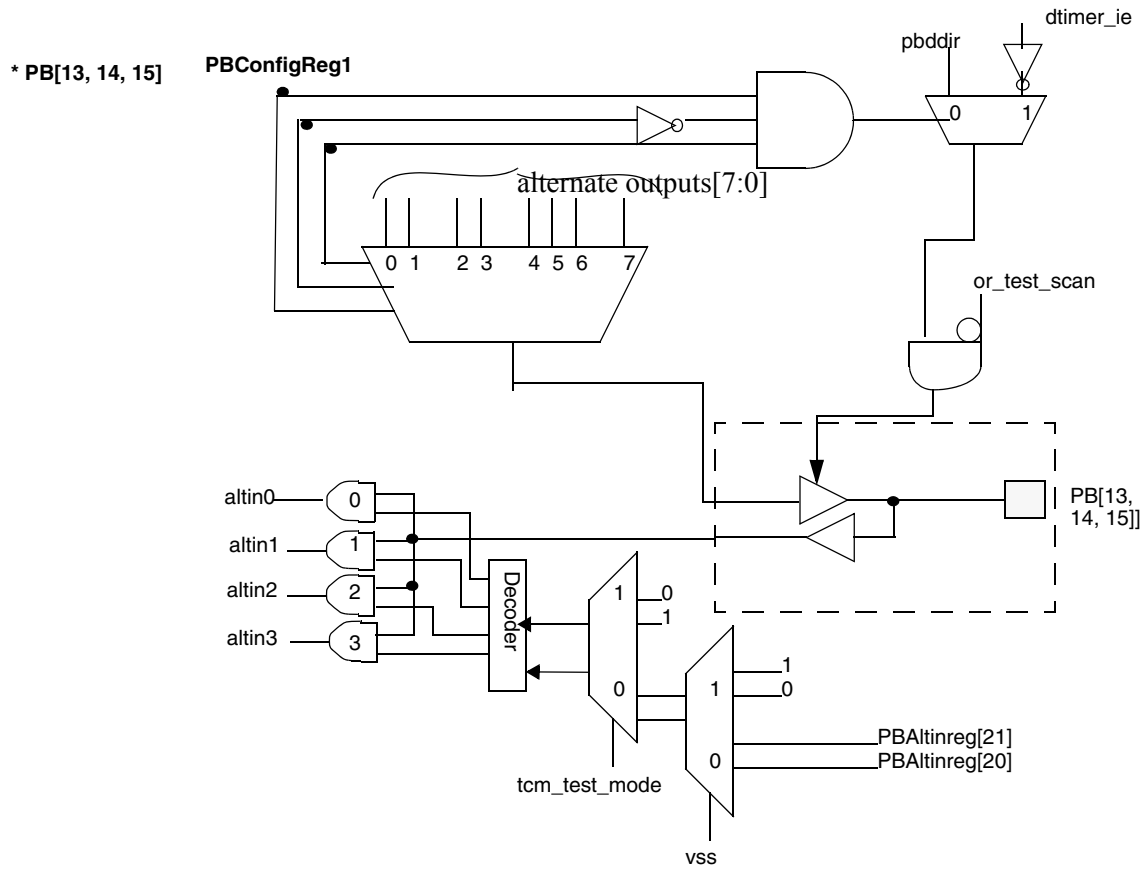 dtimer_ie
pbddir
* PB[13, 14, 15]
PBConfigReg1
0 1
alternate outputs[7:0]
0 1 2 3 4 5 6 7
or_test_scan
altin0
0
PB[13,
14, 15]]
altin1
1
altin2
2
altin3
3
Decoder
1
0
1
0
1
0
1
0
PBAltinreg[21]
PBAltinreg[20]
0
tcm_test_mode
vss